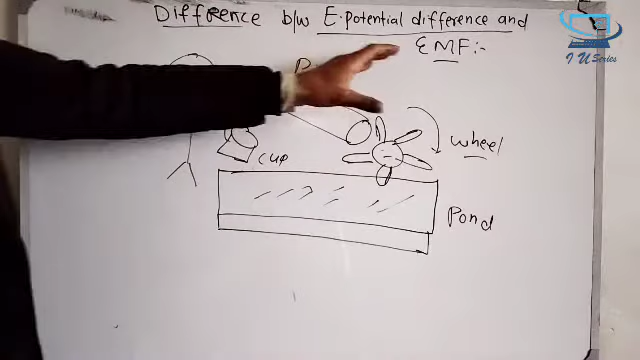 Difference b/w E.potential difference and
EMF:-
I U Series
wheel
cup
Pond